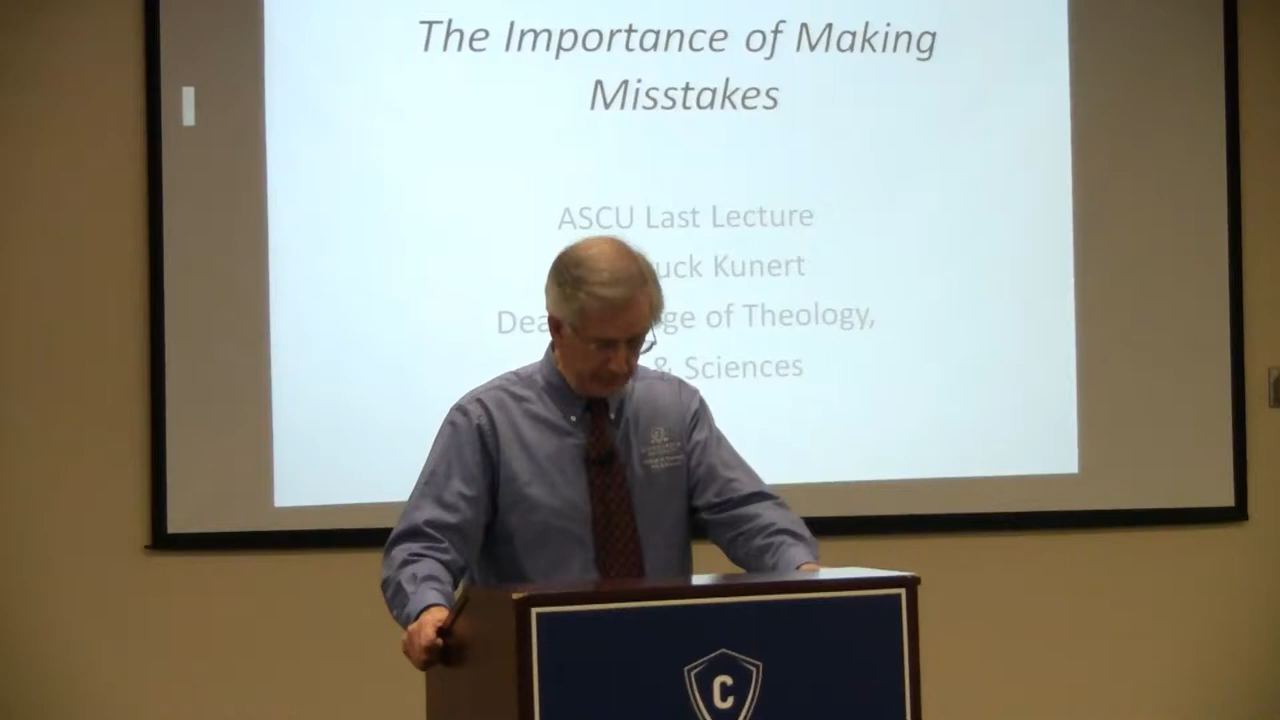 The Importance of Making
Misstakes
ASCU Last Lecture
uck Kunert
Dea ge of Theology,
& Sciences
C